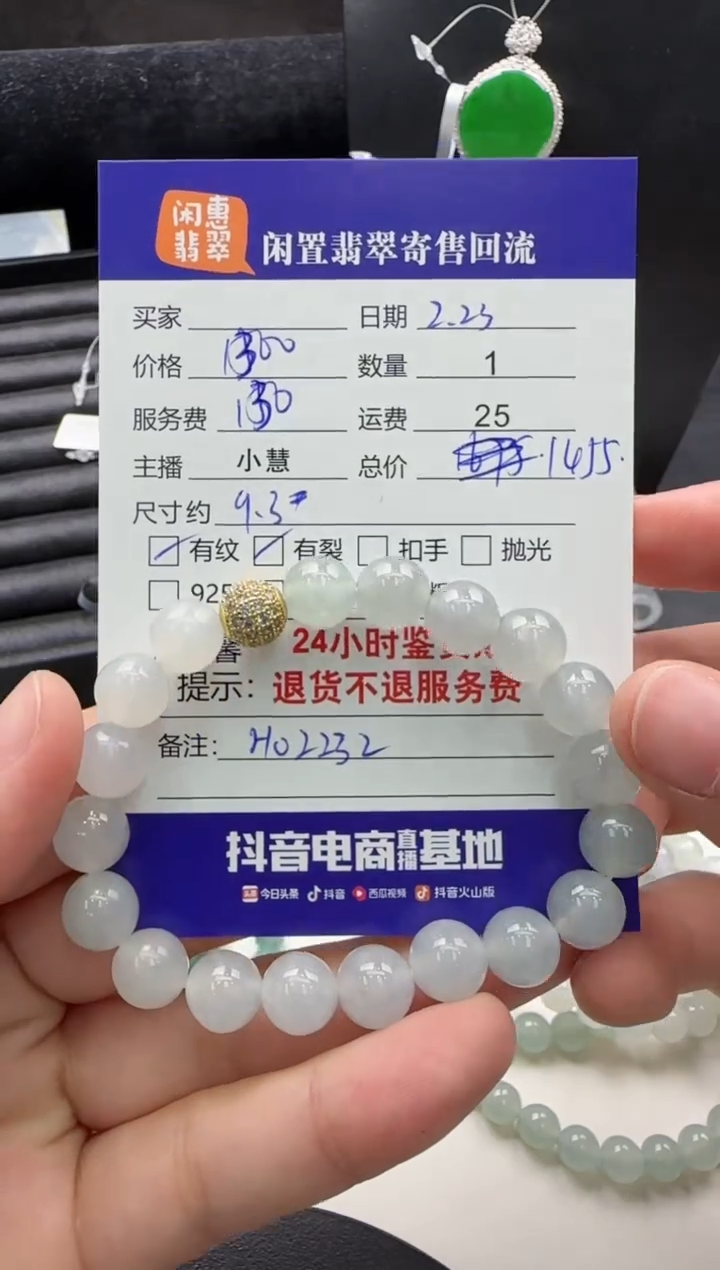 闲惠
翡翠
闲置翡翠寄售回流
买家 日期 2.23
价格 1300 数量 1
服务费 130 运费 25
主播 小慧 总价 1455.
尺寸约 9.3#
有纹 有裂 扣手 抛光
925
馨 24小时鉴
提示: 退货不退服务费
备注: H02232
抖音电商直播基地
头条 今日头条 抖音 西瓜视频 抖音火山版